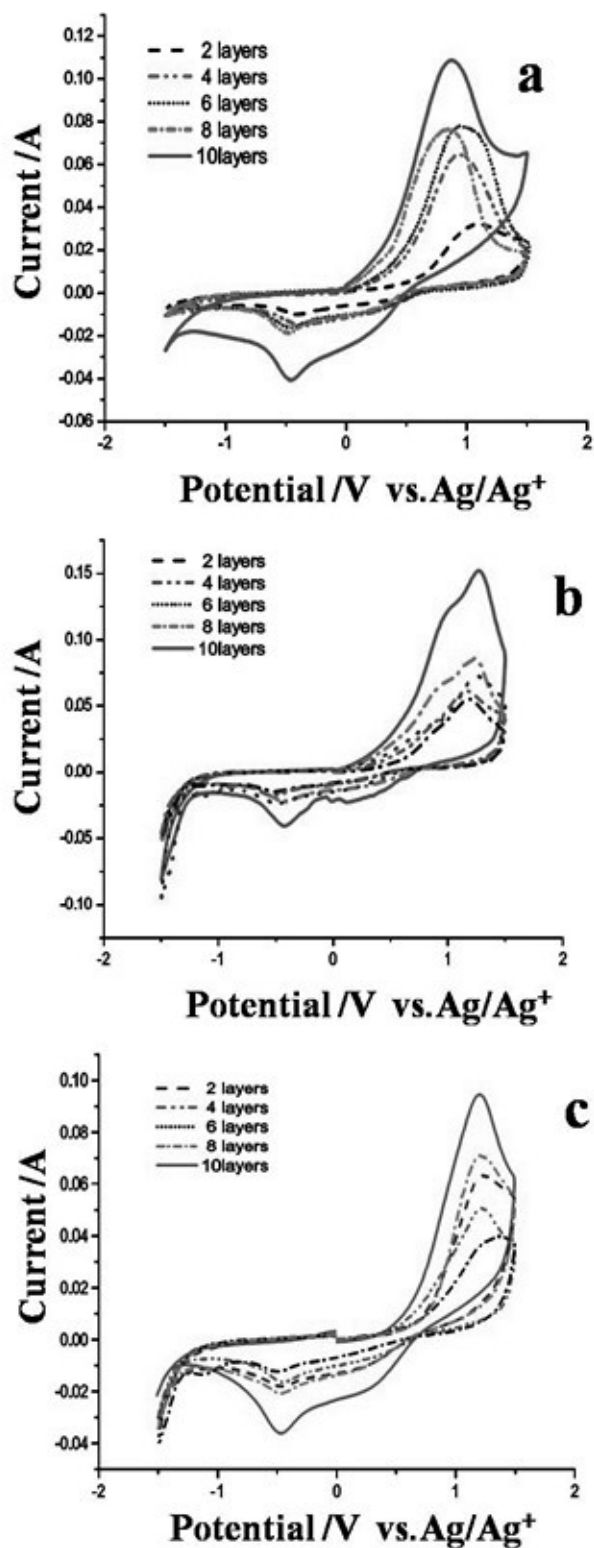 a
2 layers
4 layers
6 layers
8 layers
10layers
0.12
0.10
0.08
0.06
0.04
0.02
0.00
-0.02
-0.04
-0.06
-2
-1
0
1
2
Current /A
Potential /V vs.Ag/Ag+
b
2 layers
4 layers
6 layers
8 layers
10layers
0.15
0.10
0.05
0.00
-0.05
-0.10
-2
-1
0
1
2
Current /A
Potential /V vs.Ag/Ag+
c
2 layers
4 layers
6 layers
8 layers
10layers
0.10
0.08
0.06
0.04
0.02
0.00
-0.02
-0.04
-2
-1
0
1
2
Current /A
Potential /V vs.Ag/Ag+